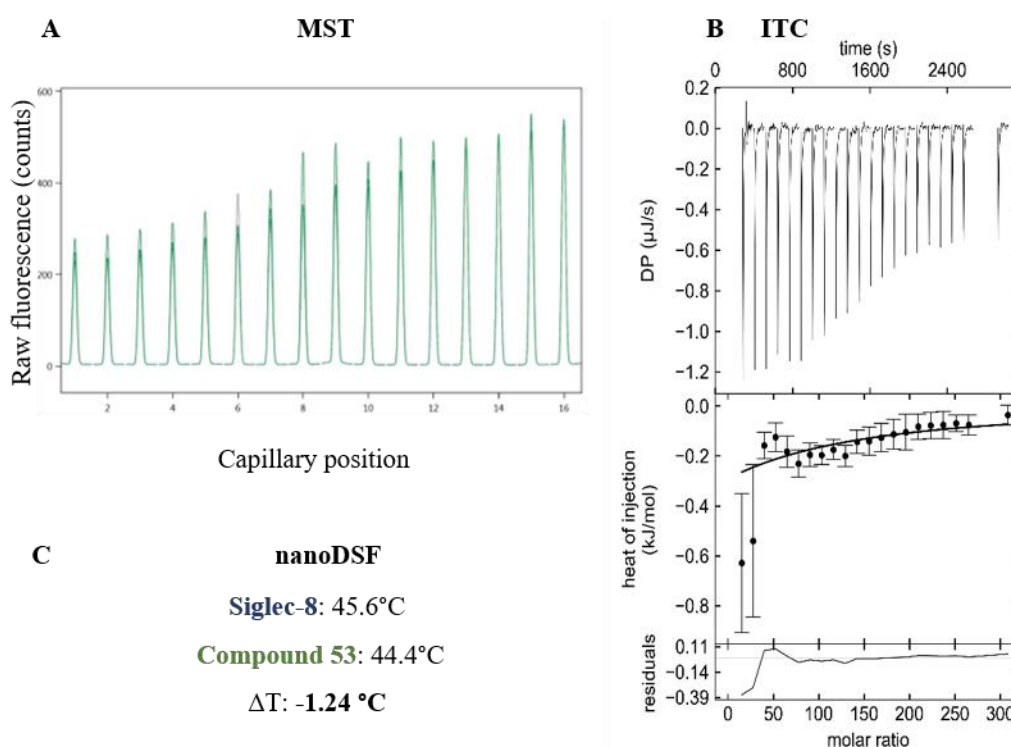 A MST
Raw fluorescence (counts)
600
400
200
0
2 4 6 8 10 12 14 16
Capillary position
B ITC
time (s)
0 800 1600 2400
DP (µJ/s)
0.2
0.0
−0.2
−0.4
−0.6
−0.8
−1.0
−1.2
heat of injection
(kJ/mol)
0.0
−0.2
−0.4
−0.6
−0.8
residuals
0.11
−0.14
−0.39
0 50 100 150 200 250 300
molar ratio
C nanoDSF
Siglec-8: 45.6°C
Compound 53: 44.4°C
ΔT: -1.24 °C